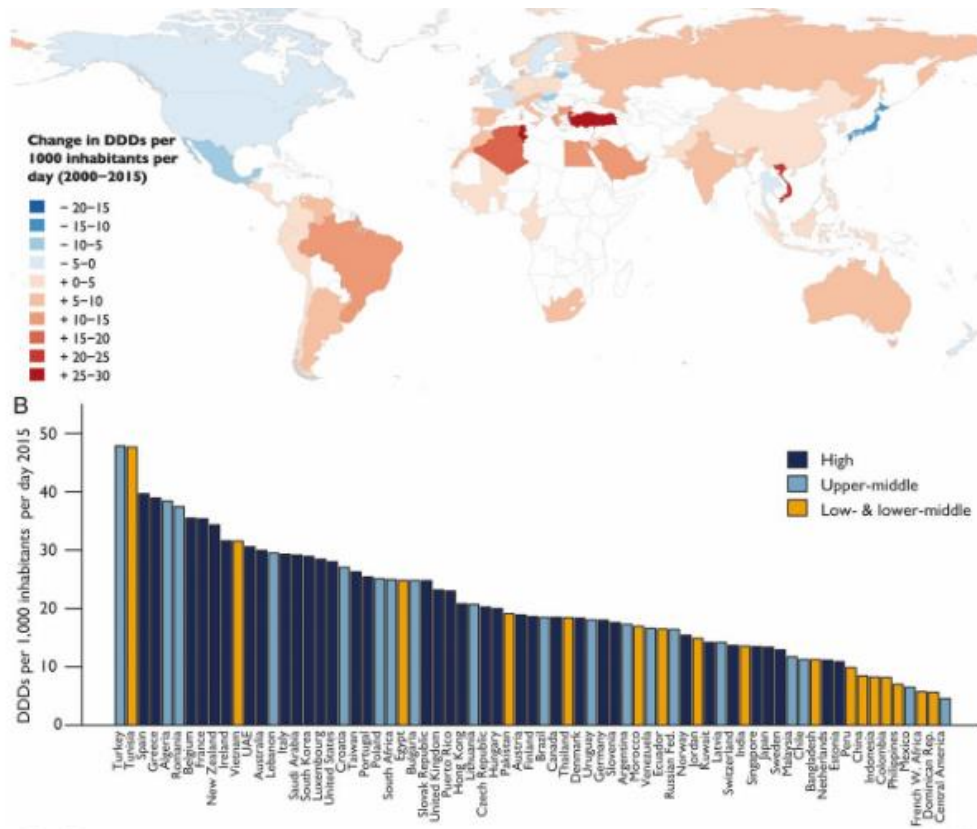 Change in DDDs per
1000 inhabitants per
day (2000–2015)
– 20–15
– 15–10
– 10–5
– 5–0
+ 0–5
+ 5–10
+ 10–15
+ 15–20
+ 20–25
+ 25–30
B
DDDs per 1,000 inhabitants per day 2015
50
40
30
20
10
0
High
Upper-middle
Low- & lower-middle
Turkey
Tunisia
Spain
Greece
Algeria
Romania
Belgium
France
New Zealand
Ireland
Vietnam
UAE
Australia
Lebanon
Italy
Saudi Arabia
South Korea
Luxembourg
United States
Croatia
Taiwan
Portugal
Poland
South Africa
Egypt
Bulgaria
Slovak Republic
United Kingdom
Puerto Rico
Hong Kong
Lithuania
Czech Republic
Hungary
Pakistan
Austria
Finland
Brazil
Canada
Thailand
Denmark
Uruguay
Germany
Slovenia
Argentina
Morocco
Venezuela
Ecuador
Russian Fed.
Norway
Jordan
Kuwait
Latvia
Switzerland
India
Singapore
Japan
Sweden
Malaysia
Chile
Bangladesh
Netherlands
Estonia
Peru
China
Indonesia
Colombia
Philippines
Mexico
French W. Africa
Dominican Rep.
Central America